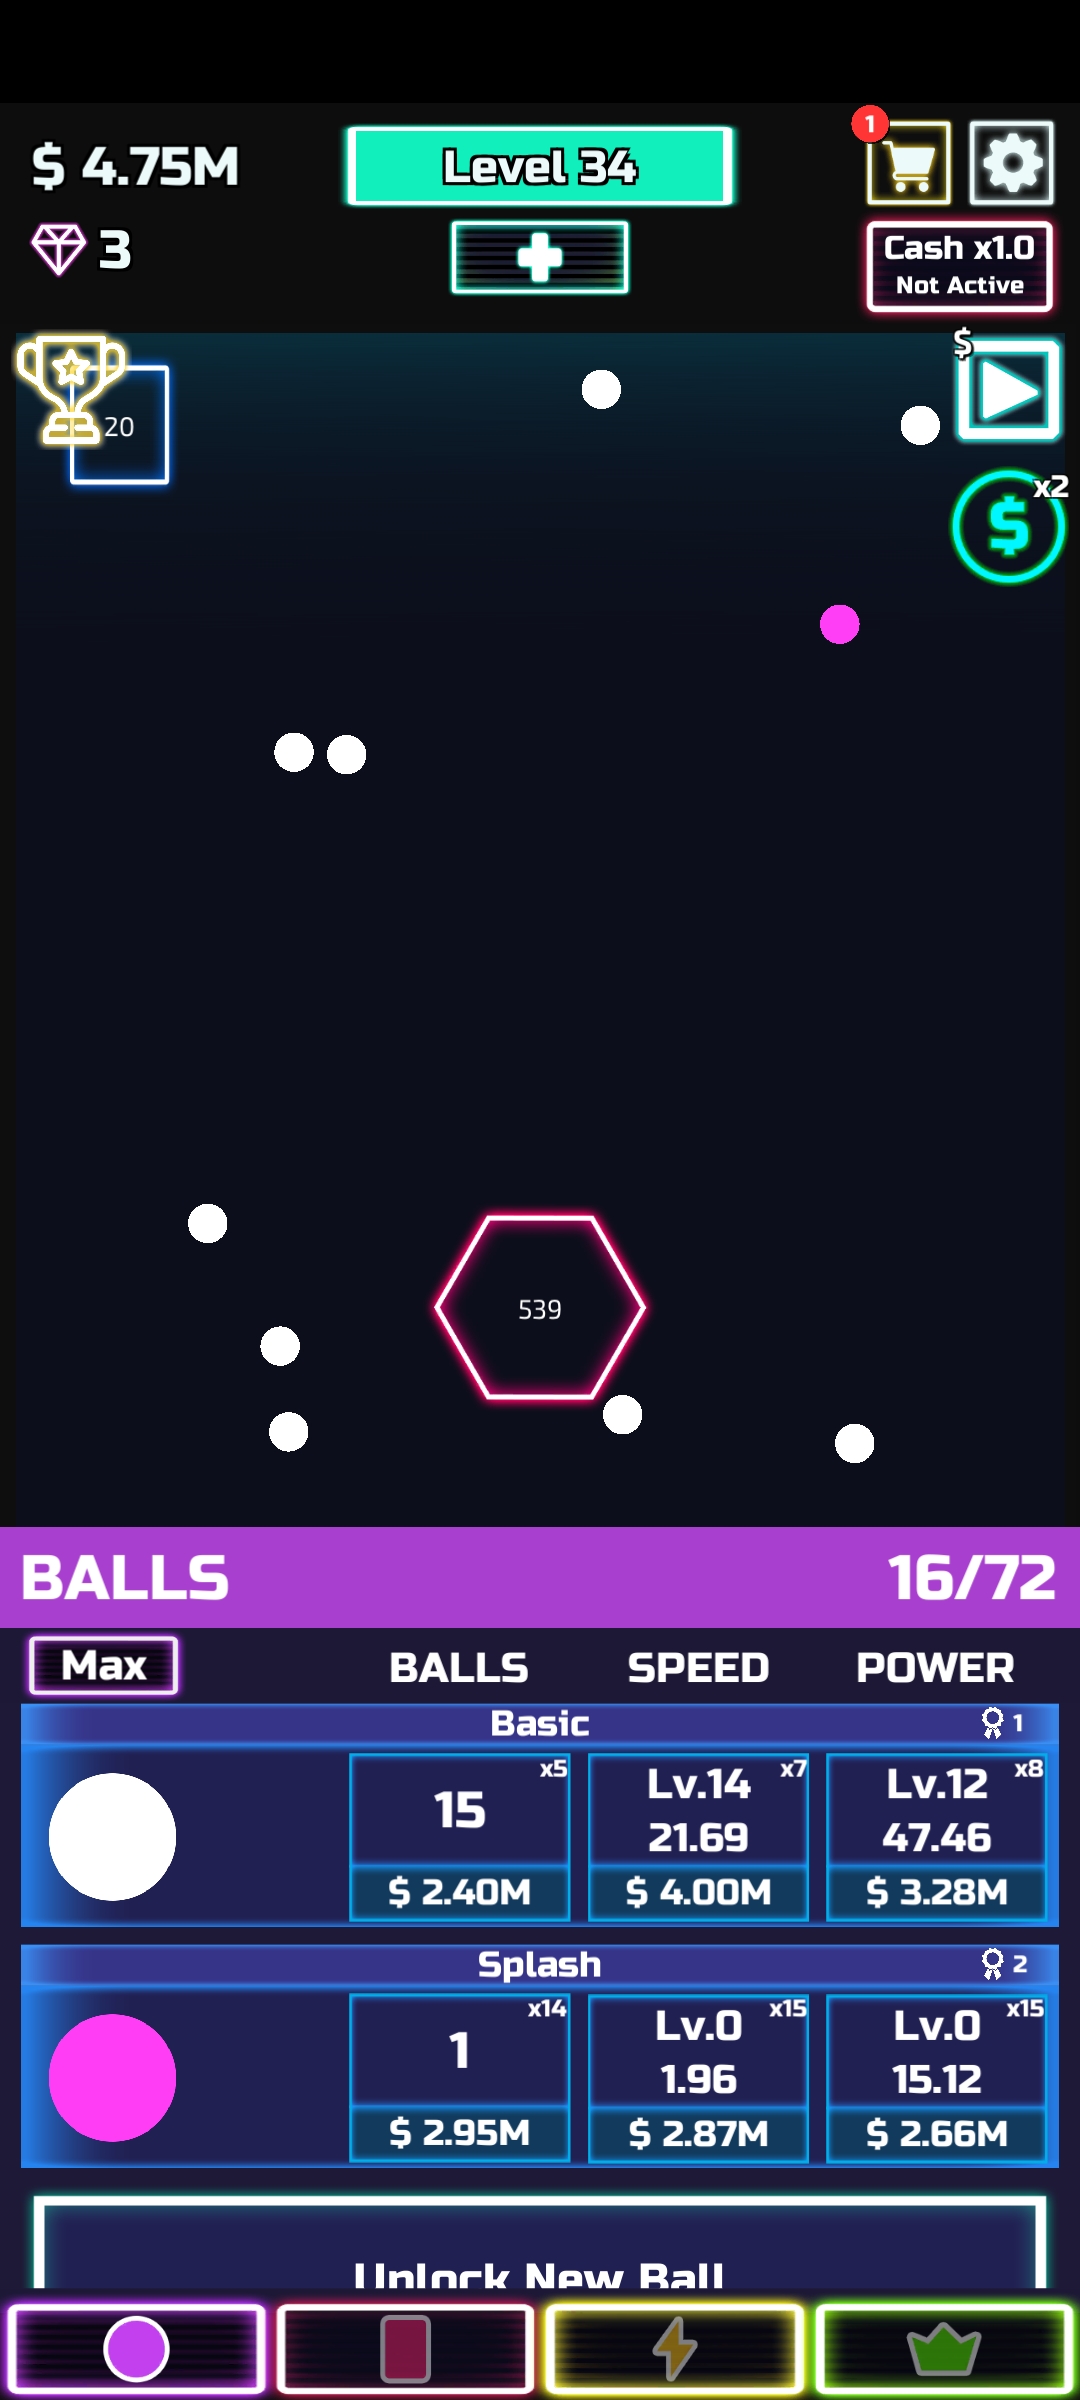 $ 4.75M
Level 34
1
3
Cash x1.0
Not Active
$
20
x2
$
539
BALLS
16/72
Max
BALLS
SPEED
POWER
Basic
1
x5
x7
x8
15
Lv.14
Lv.12
21.69
47.46
$ 2.40M
$ 4.00M
$ 3.28M
Splash
2
x14
x15
x15
1
Lv.0
Lv.0
1.96
15.12
$ 2.95M
$ 2.87M
$ 2.66M
Unlock New Ball